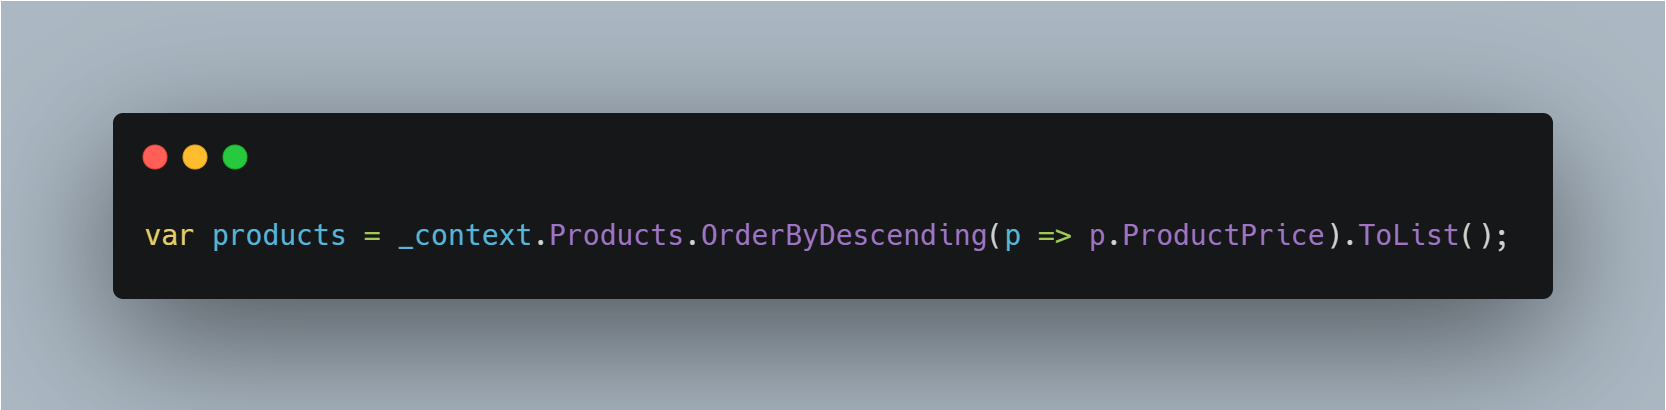 var products = _context.Products.OrderByDescending(p => p.ProductPrice).ToList();